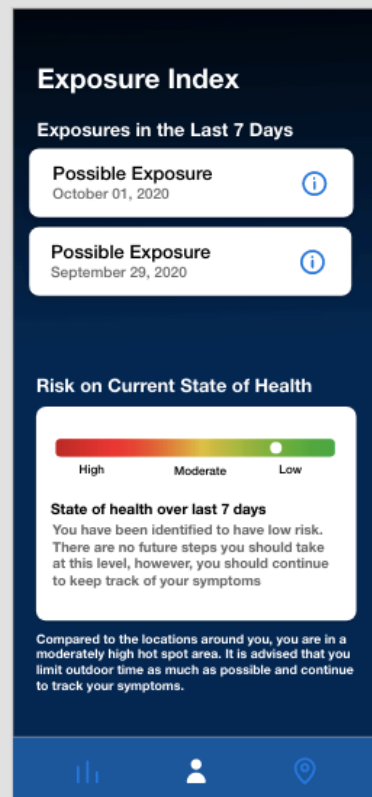 Exposure Index
Exposures in the Last 7 Days
Possible Exposure
October 01, 2020
Possible Exposure
September 29, 2020
Risk on Current State of Health
High Moderate Low
State of health over last 7 days
You have been identified to have low risk.
There are no future steps you should take
at this level, however, you should continue
to keep track of your symptoms
Compared to the locations around you, you are in a
moderately high hot spot area. It is advised that you
limit outdoor time as much as possible and continue
to track your symptoms.